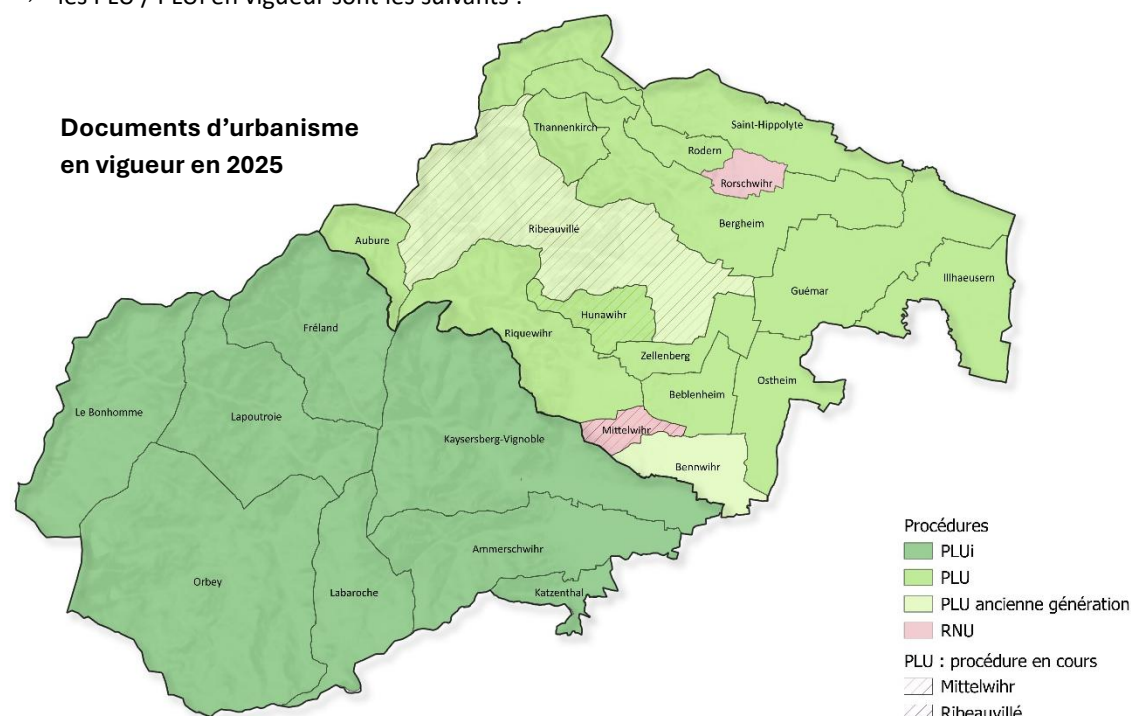 les PLU / PLUi en vigueur sont les suivants :
Documents d'urbanisme
en vigueur en 2025
Thannenkirch
Saint-Hippolyte
Rodern
Rorschwihr
Bergheim
Ribeauvillé
Aubure
Illhaeusern
Guémar
Hunawihr
Fréland
Riquewihr
Zellenberg
Ostheim
Beblenheim
Le Bonhomme
Lapoutroie
Kaysersberg-Vignoble
Mittelwihr
Bennwihr
Ammerschwihr
Orbey
Labaroche
Katzenthal
Procédures
PLUi
PLU
PLU ancienne génération
RNU
PLU : procédure en cours
Mittelwihr
Ribeauvillé